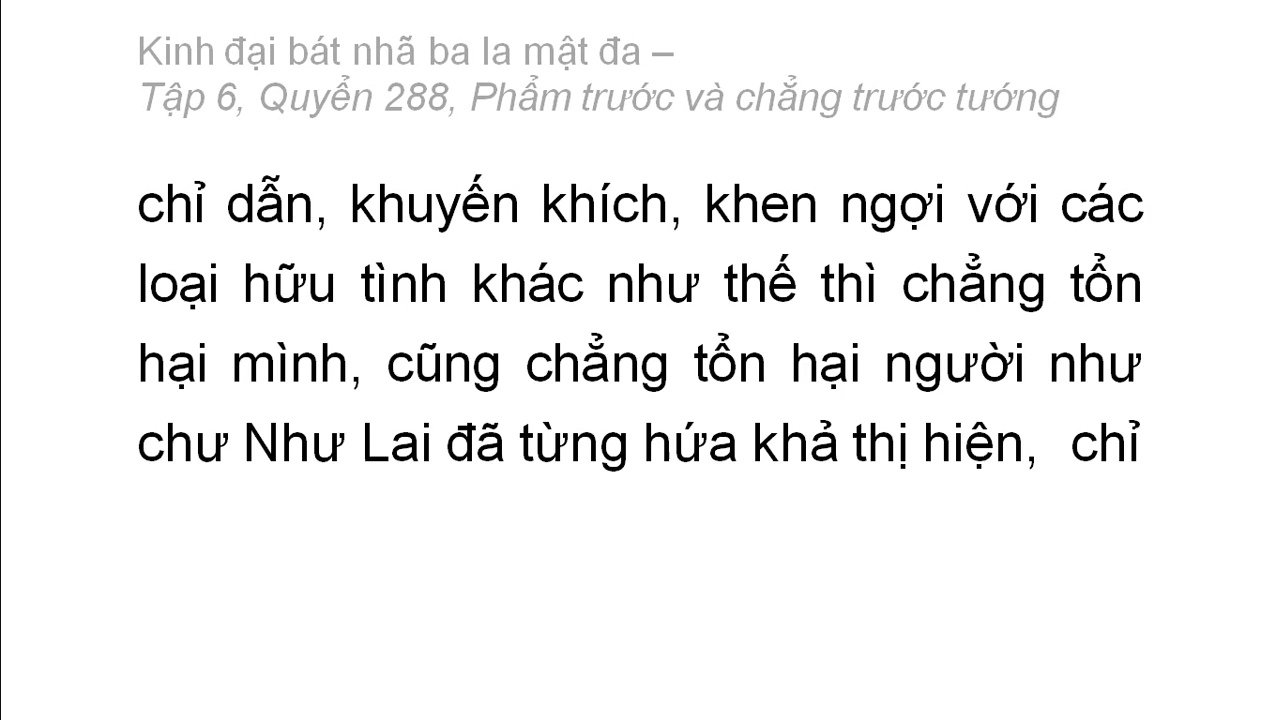 Kinh đại bát nhã ba la mật đa –
Tập 6, Quyển 288, Phẩm trước và chẳng trước tướng
chỉ dẫn, khuyến khích, khen ngợi với các
loại hữu tình khác như thế thì chẳng tổn
hại mình, cũng chẳng tổn hại người như
chư Như Lai đã từng hứa khả thị hiện, chỉ